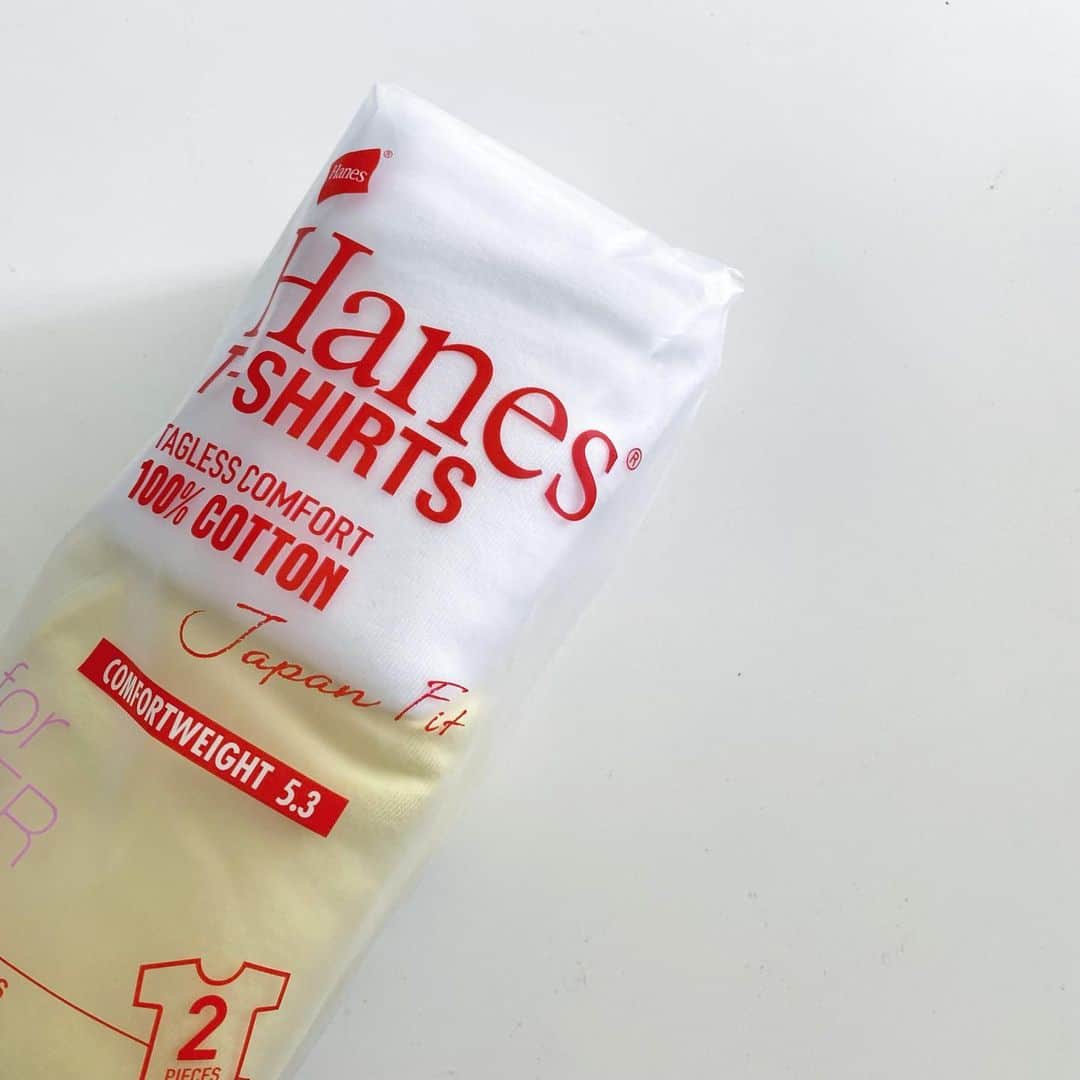 Hanes®
Hanes®
T-SHIRTS
TAGLESS COMFORT
100% COTTON
Japan Fit
COMFORTWEIGHT 5.3
for
2
PIECES